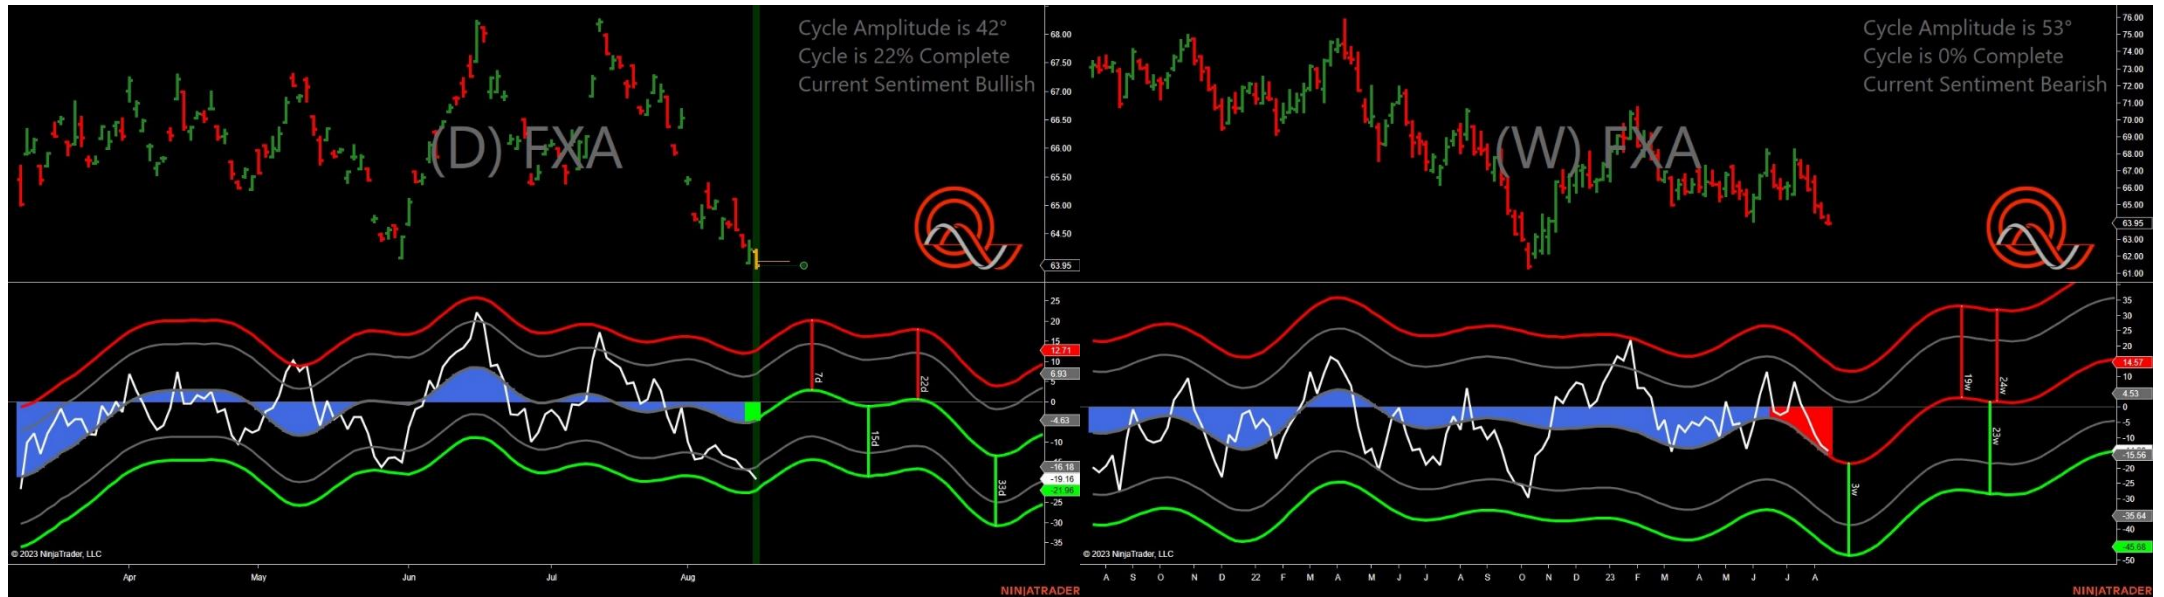 Cycle Amplitude is 42°
Cycle is 22% Complete
Current Sentiment Bullish
(D) FXA
68.00
67.50
67.00
66.50
66.00
65.50
65.00
64.50
63.95
25
20
15
12.71
10
6.93
5
0
-4.63
-10
-16.18
-19.16
-21.96
-25
-30
-35
7d
15d
22d
33d
© 2023 NinjaTrader, LLC
Apr
May
Jun
Jul
Aug
NINJATRADER
Cycle Amplitude is 53°
Cycle is 0% Complete
Current Sentiment Bearish
(W) FXA
76.00
75.00
74.00
73.00
72.00
71.00
70.00
69.00
68.00
67.00
66.00
65.00
63.95
63.00
62.00
61.00
35
30
25
20
14.57
10
4.53
0
-5
-10
-15.56
-20
-25
-30
-35.64
-40
-45.68
-50
3w
19w
23w
24w
© 2023 NinjaTrader, LLC
A S O N D 22 F M A M J J A S O N D 23 F M A M J J A
NINJATRADER